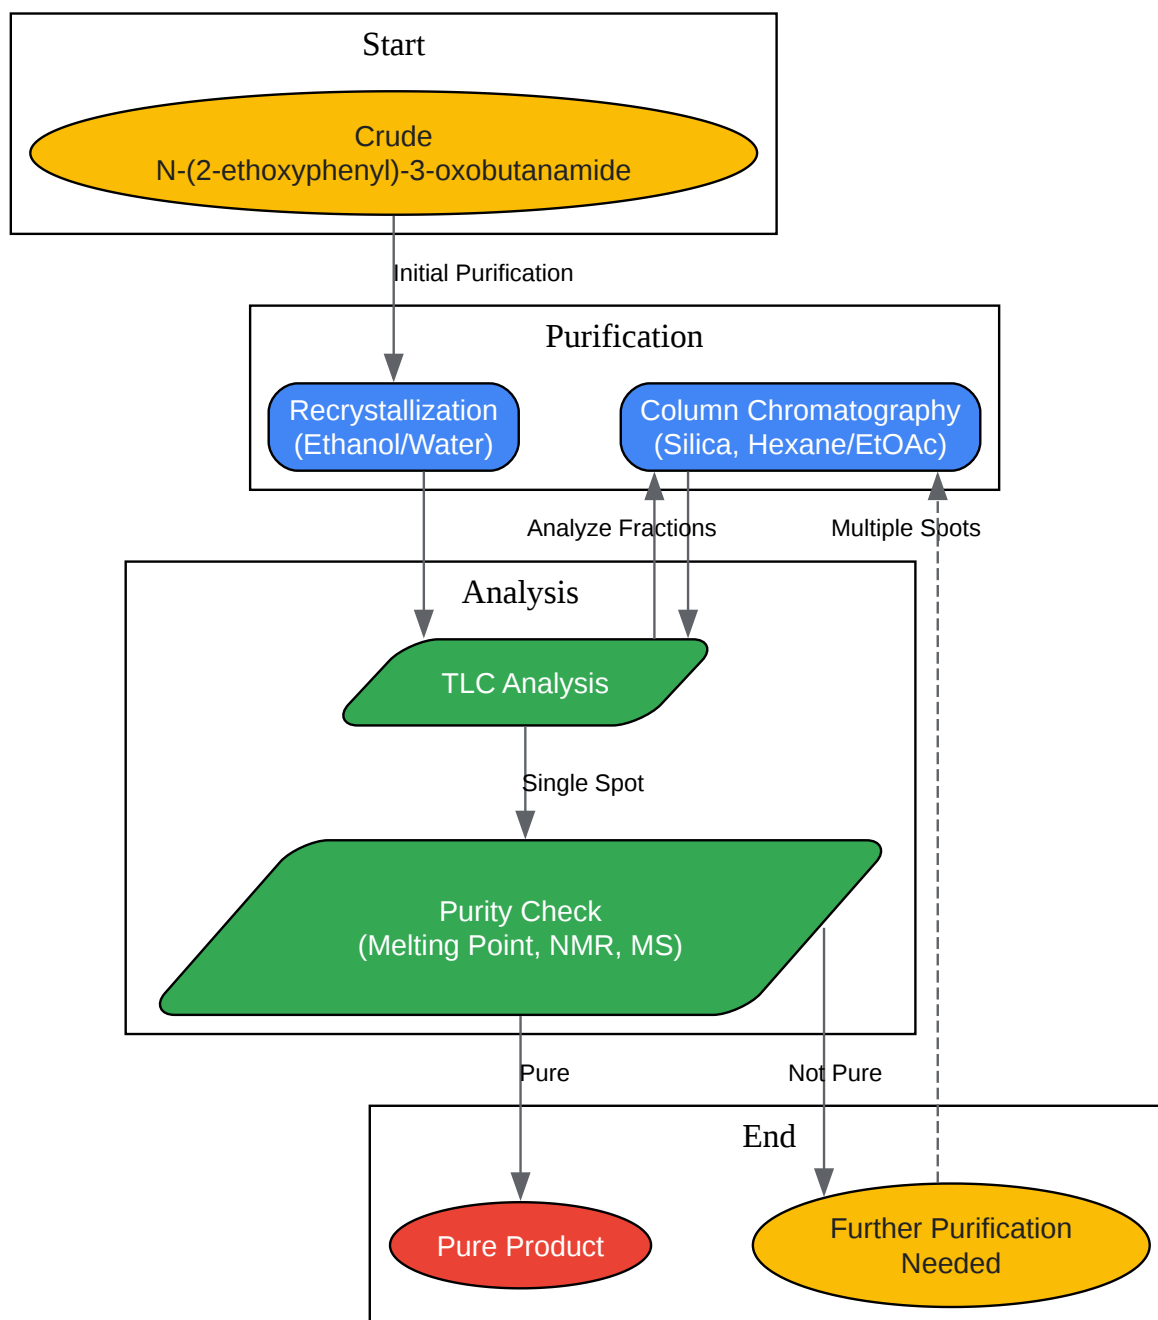 Start
Crude
N-(2-ethoxyphenyl)-3-oxobutanamide
Initial Purification
Purification
Recrystallization
(Ethanol/Water)
Column Chromatography
(Silica, Hexane/EtOAc)
Analyze Fractions
Multiple Spots
Analysis
TLC Analysis
Single Spot
Purity Check
(Melting Point, NMR, MS)
Pure
Not Pure
End
Pure Product
Further Purification
Needed